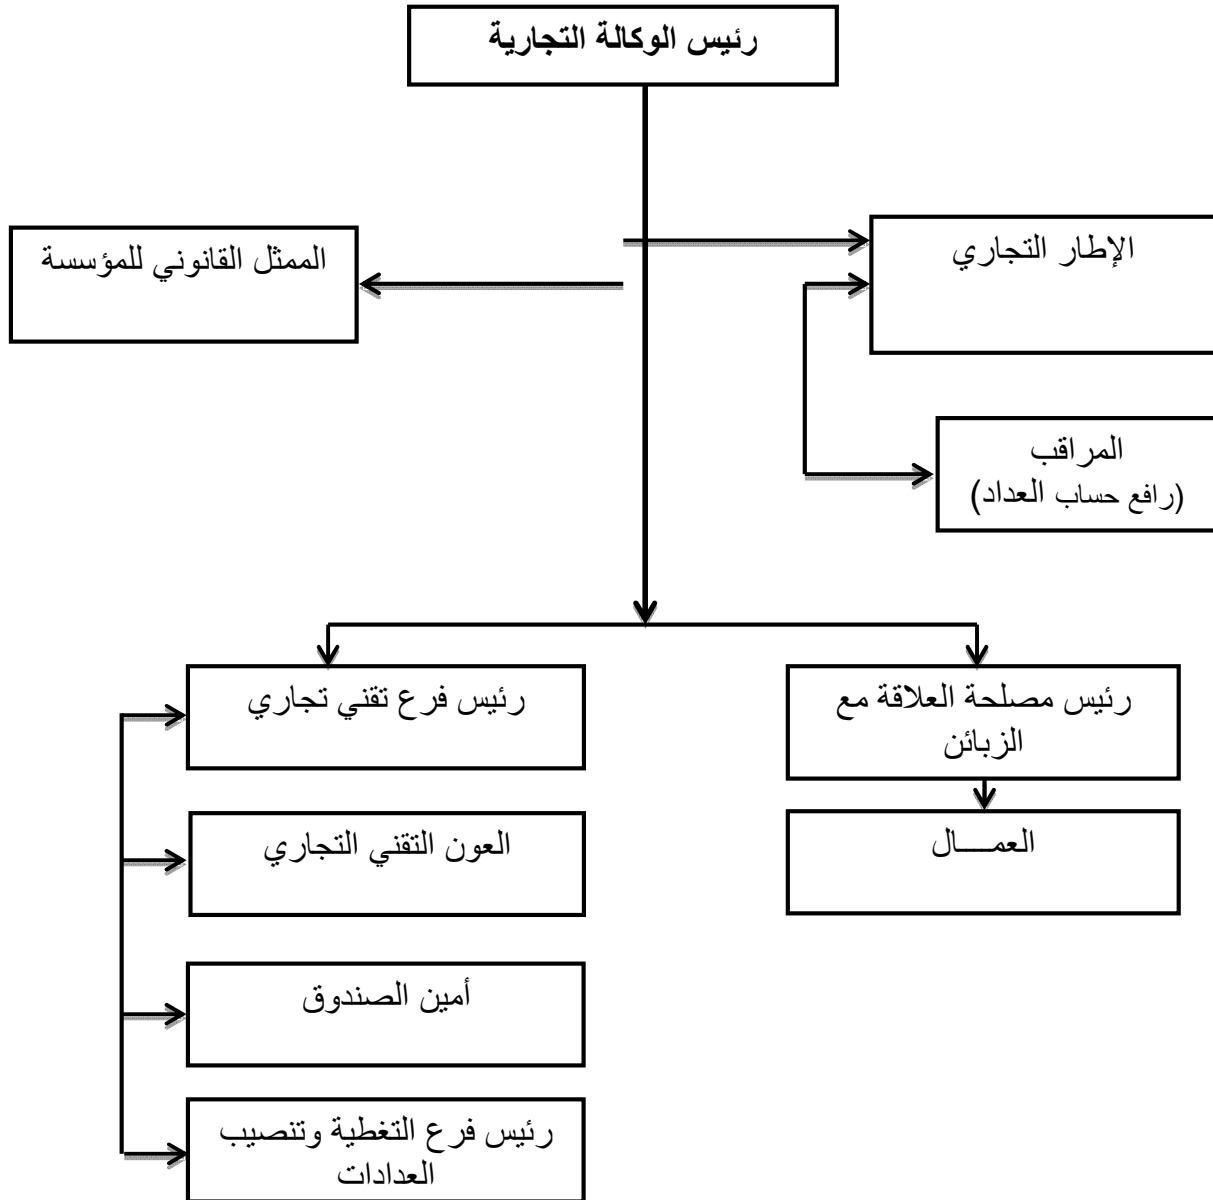 رئيس الوكالة التجارية
الإطار التجاري
الممثل القانوني للمؤسسة
المراقب
(رافع حساب العداد)
رئيس مصلحة العلاقة مع
الزبائن
العمـــال
رئيس فرع تقني تجاري
العون التقني التجاري
أمين الصندوق
رئيس فرع التغطية وتنصيب
العدادات